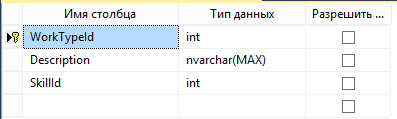 Имя столбца Тип данных Разрешить ...
WorkTypeId int
Description nvarchar(MAX)
SkillId int